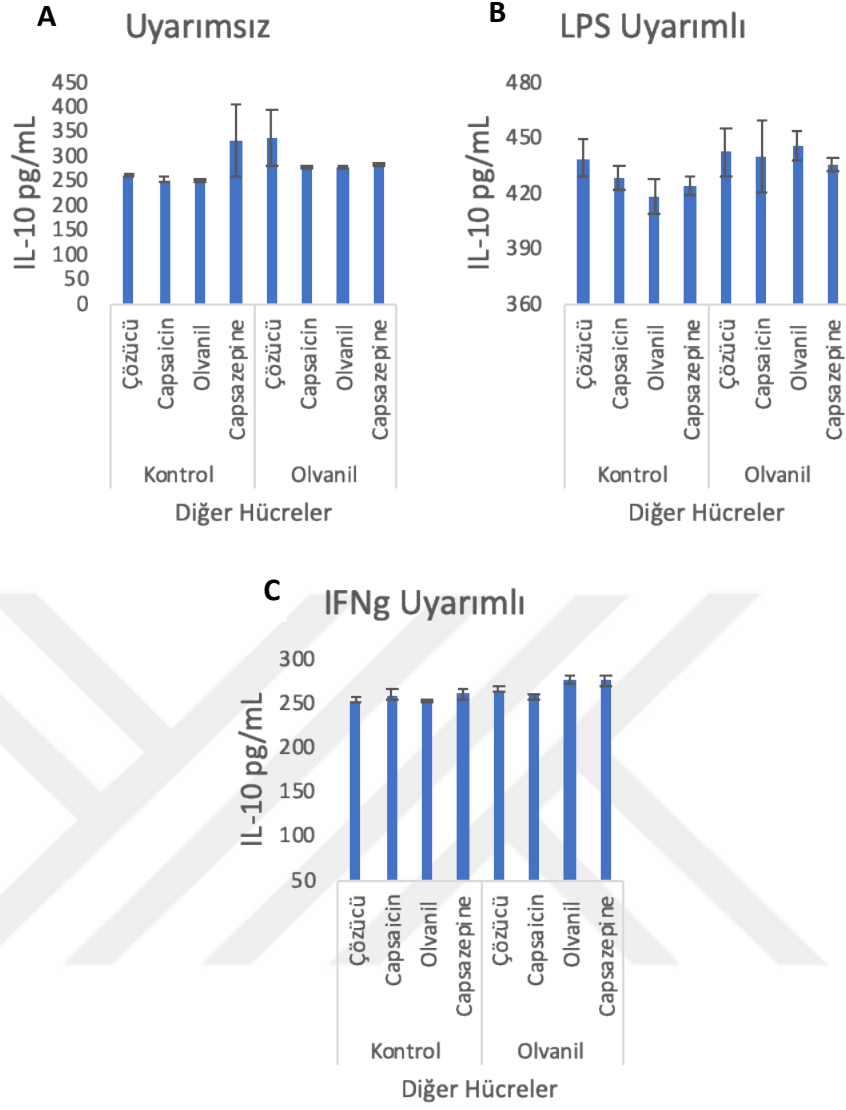 A
Uyarımsız
IL-10 pg/mL
450
400
350
300
250
200
150
100
50
0
Çözücü
Capsaicin
Olvanil
Capsazepine
Çözücü
Capsaicin
Olvanil
Capsazepine
Kontrol
Olvanil
Diğer Hücreler
B
LPS Uyarımlı
IL-10 pg/mL
480
450
420
390
360
Çözücü
Capsaicin
Olvanil
Capsazepine
Çözücü
Capsaicin
Olvanil
Capsazepine
Kontrol
Olvanil
Diğer Hücreler
C
IFNg Uyarımlı
IL-10 pg/mL
300
250
200
150
100
50
Çözücü
Capsaicin
Olvanil
Capsazepine
Çözücü
Capsaicin
Olvanil
Capsazepine
Kontrol
Olvanil
Diğer Hücreler